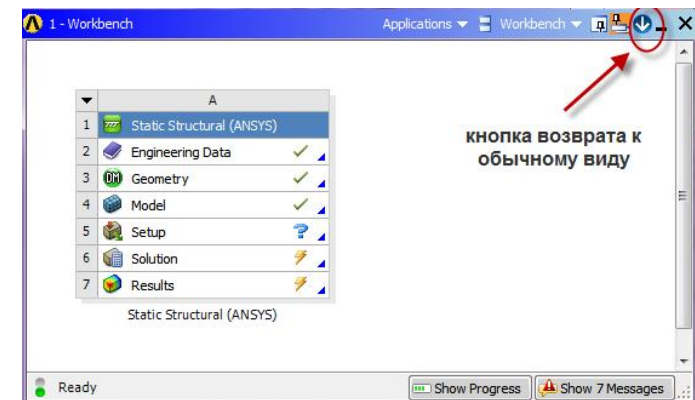 1 - Workbench Applications Workbench
A
1 Static Structural (ANSYS)
2 Engineering Data
3 DM Geometry
4 Model
5 Setup ?
6 Solution
7 Results
Static Structural (ANSYS)
кнопка возврата к
обычному виду
Ready Show Progress Show 7 Messages